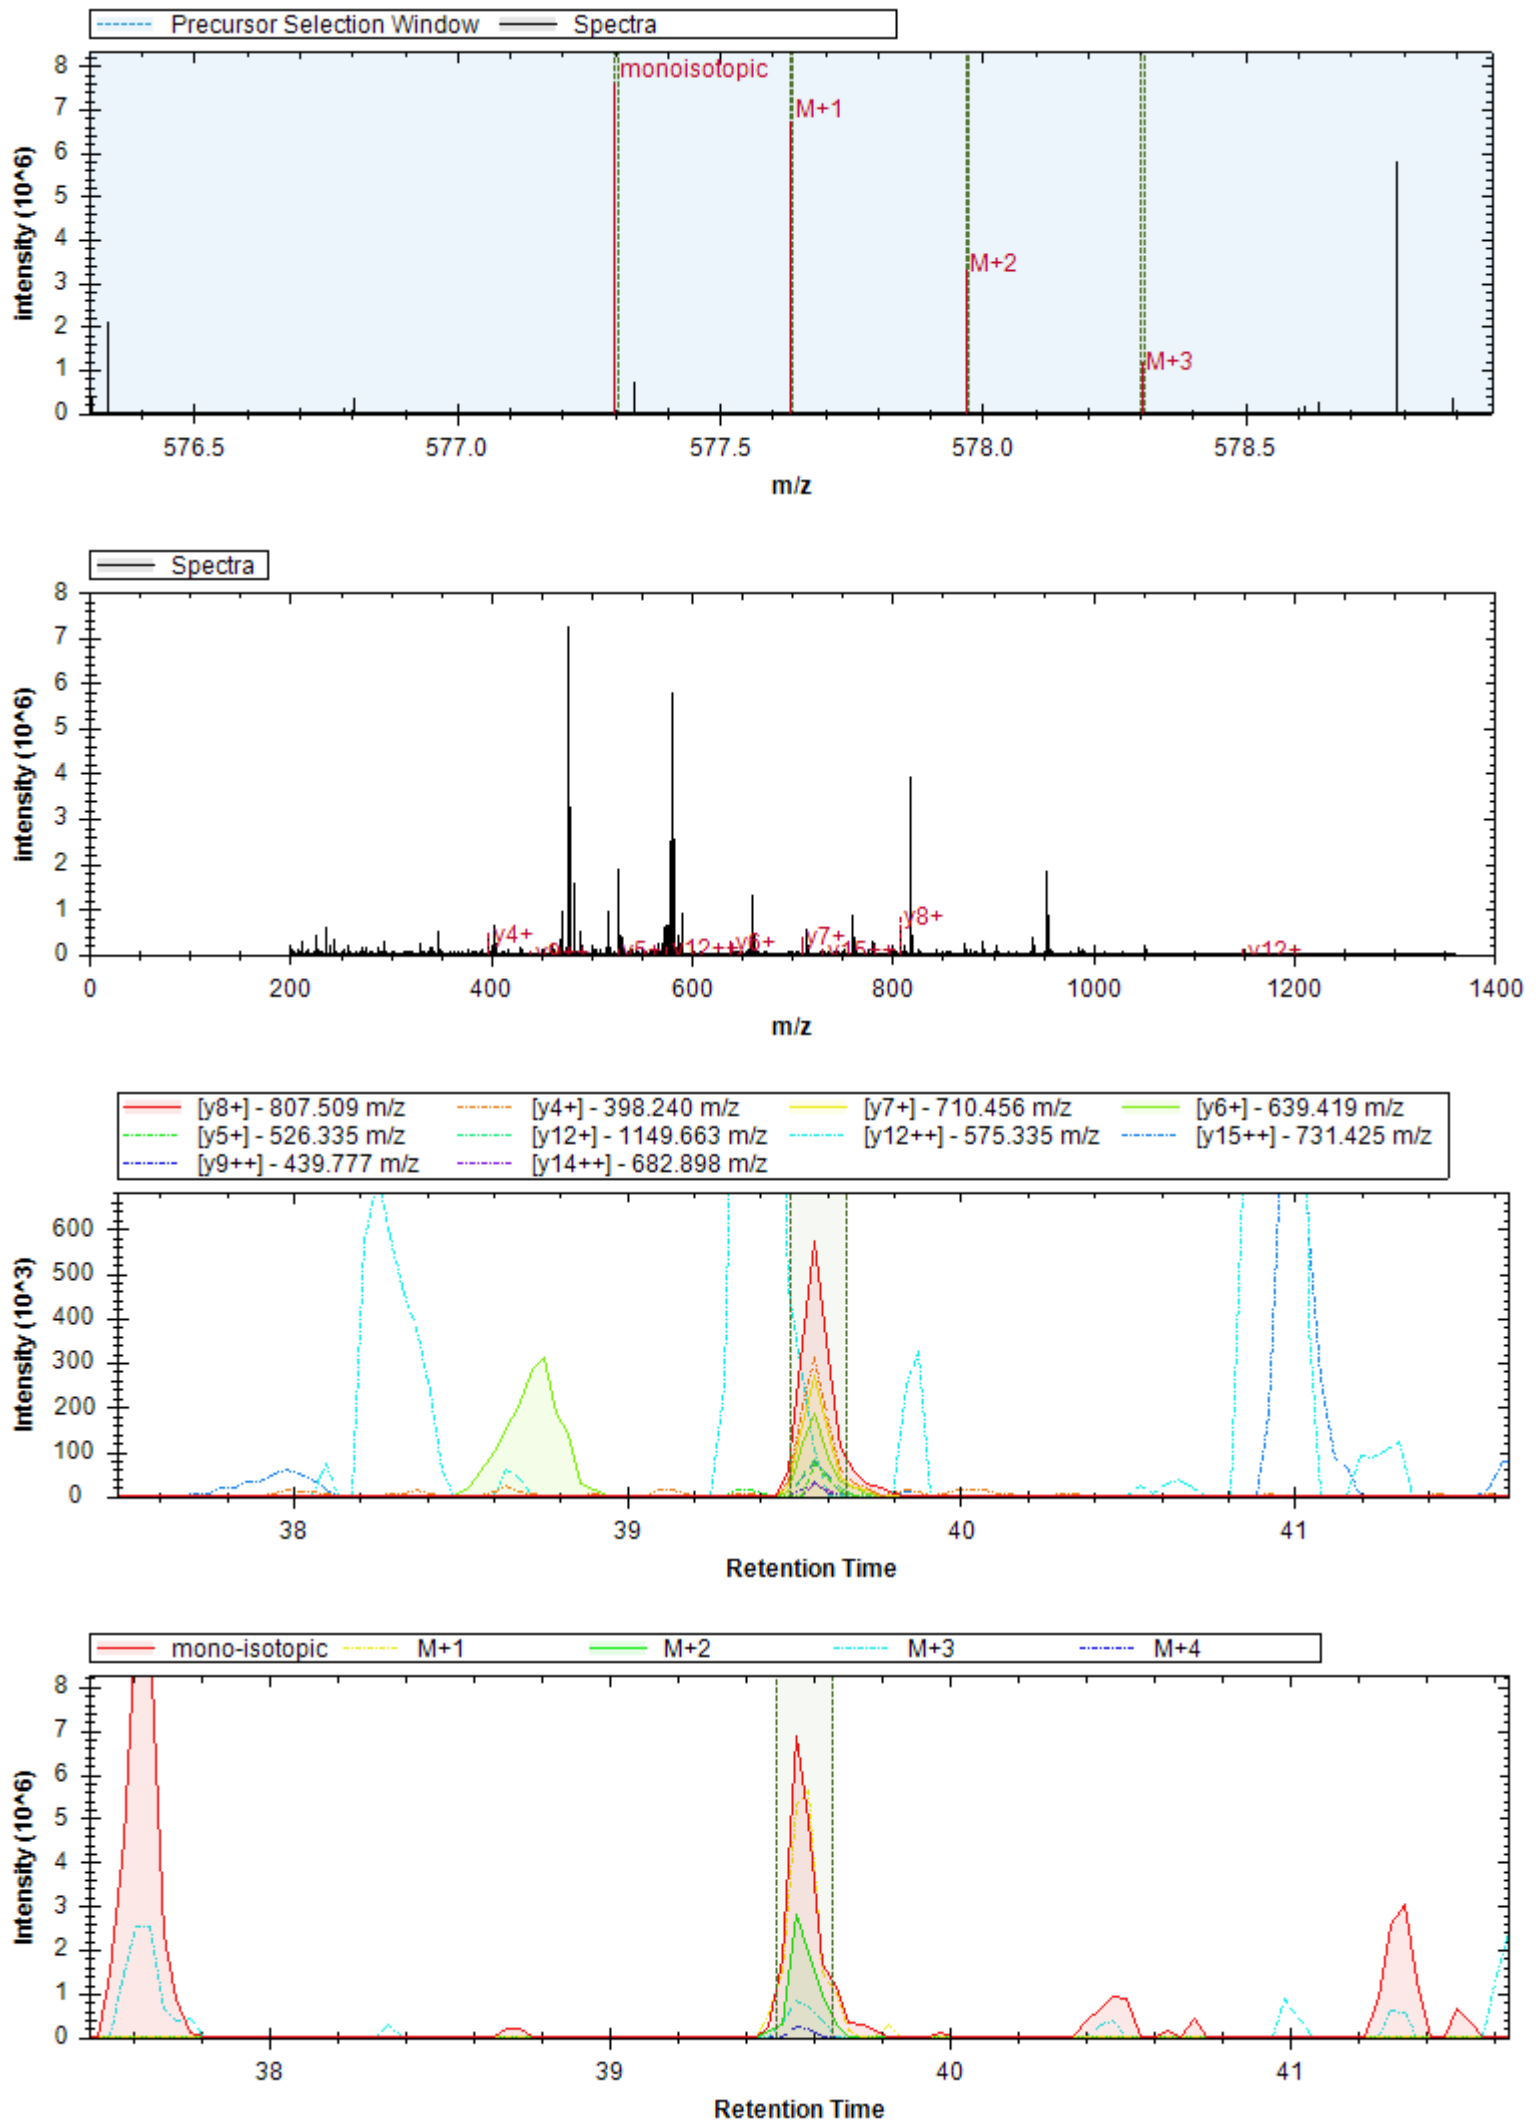 Precursor Selection Window Spectra
intensity (10^6)
8
7
6
5
4
3
2
1
0
monoisotopic
M+1
M+2
M+3
576.5 577.0 577.5 578.0 578.5
m/z
Spectra
intensity (10^6)
8
7
6
5
4
3
2
1
0
y4+ y5+ y12++ y6+ y7+ y15++ y8+ y12+
0 200 400 600 800 1000 1200 1400
m/z
[y8+] - 807.509 m/z [y4+] - 398.240 m/z [y7+] - 710.456 m/z [y6+] - 639.419 m/z
[y5+] - 526.335 m/z [y12+] - 1149.663 m/z [y12++] - 575.335 m/z [y15++] - 731.425 m/z
[y9++] - 439.777 m/z [y14++] - 682.898 m/z
Intensity (10^3)
600
500
400
300
200
100
0
38 39 40 41
Retention Time
mono-isotopic M+1 M+2 M+3 M+4
Intensity (10^6)
8
7
6
5
4
3
2
1
0
38 39 40 41
Retention Time